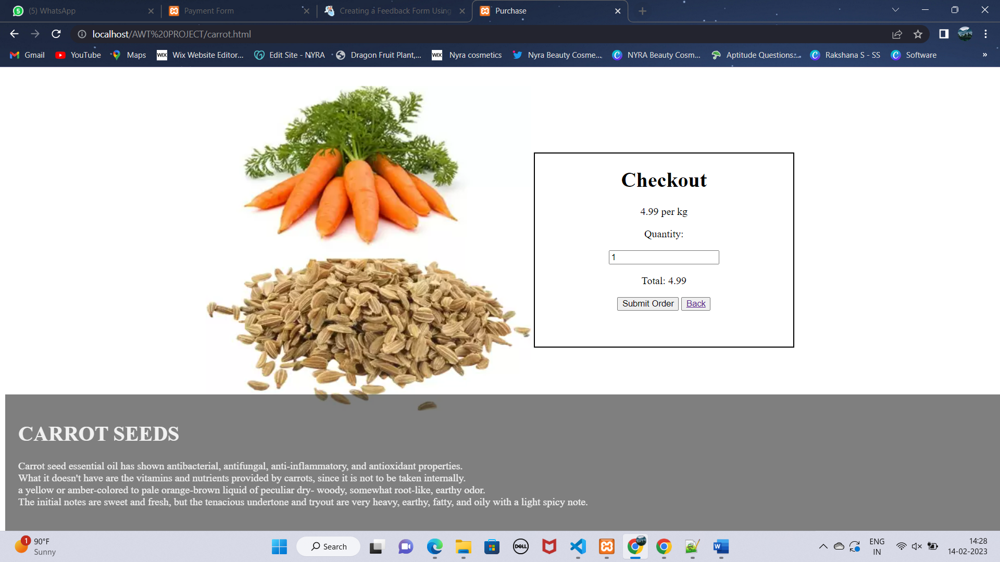 (5) WhatsApp
Payment Form
Creating a Feedback Form Using
Purchase
localhost/AWT%20PROJECT/carrot.html
Gmail
YouTube
Maps
WIX
Wix Website Editor...
Edit Site - NYRA
Dragon Fruit Plant,...
WIX
Nyra cosmetics
Nyra Beauty Cosme...
NYRA Beauty Cosm...
Aptitude Questions:...
Rakshana S - SS
Software
»
Checkout
4.99 per kg
Quantity:
1
Total: 4.99
Submit Order
Back
CARROT SEEDS
Carrot seed essential oil has shown antibacterial, antifungal, anti-inflammatory, and antioxidant properties.
What it doesn't have are the vitamins and nutrients provided by carrots, since it is not to be taken internally.
a yellow or amber-colored to pale orange-brown liquid of peculiar dry- woody, somewhat root-like, earthy odor.
The initial notes are sweet and fresh, but the tenacious undertone and tryout are very heavy, earthy, fatty, and oily with a light spicy note.
1
90°F
Sunny
Search
DELL
W
ENG
IN
14:28
14-02-2023